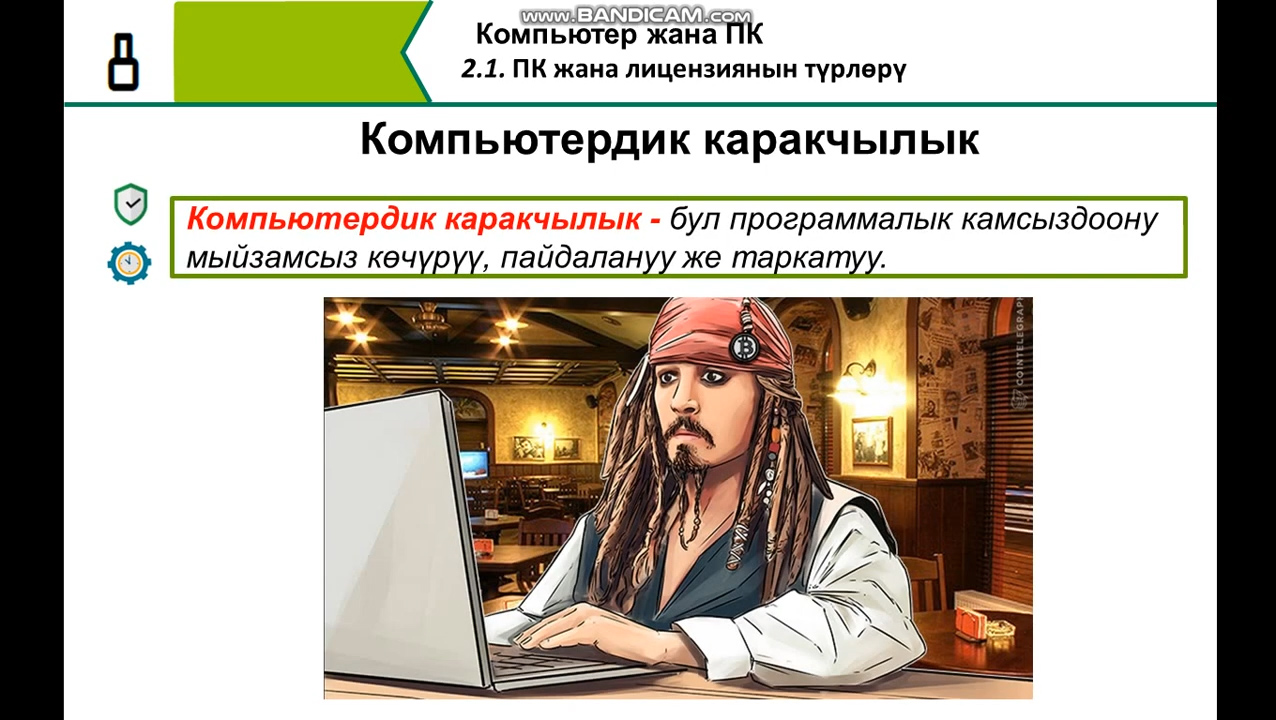 www.BANDICAM.com
Компьютер жана ПК
2.1. ПК жана лицензиянын түрлөрү
Компьютердик каракчылык
Компьютердик каракчылык - бул программалык камсыздоону
мыйзамсыз көчүрүү, пайдалануу же таркатуу.
COINTELEGRAPH